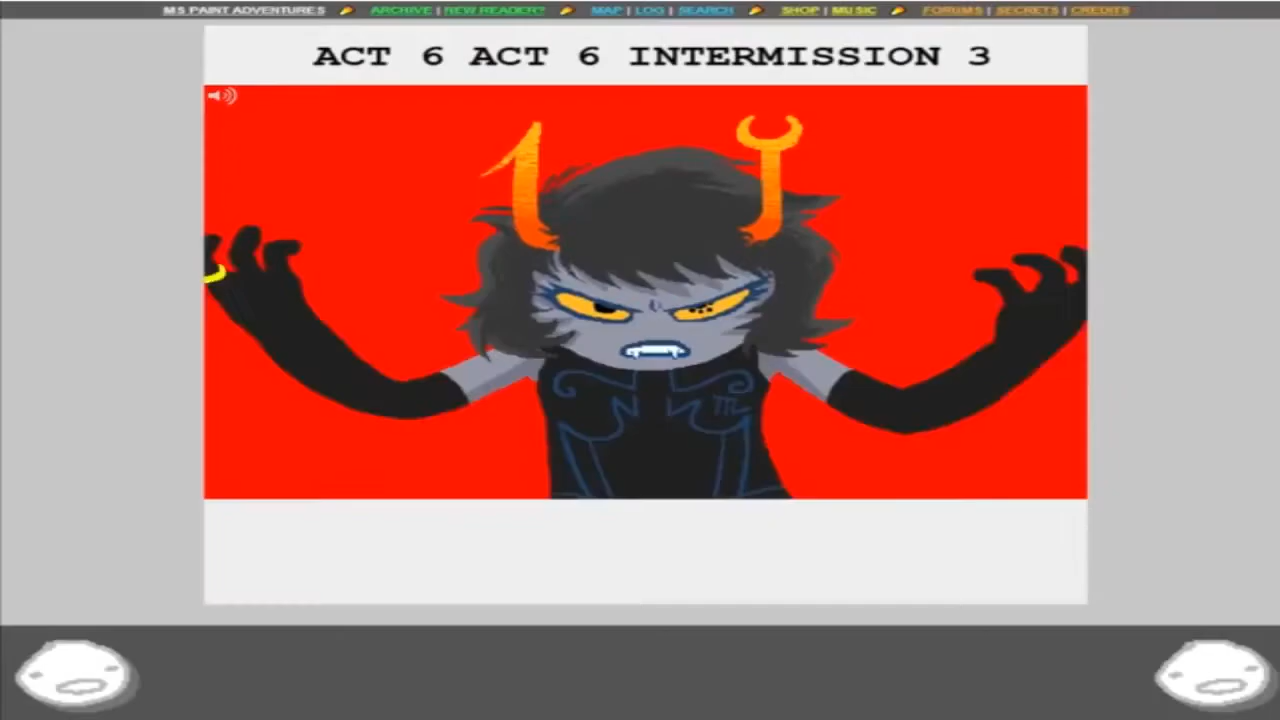 MS PAINT ADVENTURES ARCHIVE | NEW READER? MAP | LOG | SEARCH SHOP | MUSIC FORUMS | SECRETS | CREDITS
ACT 6 ACT 6 INTERMISSION 3